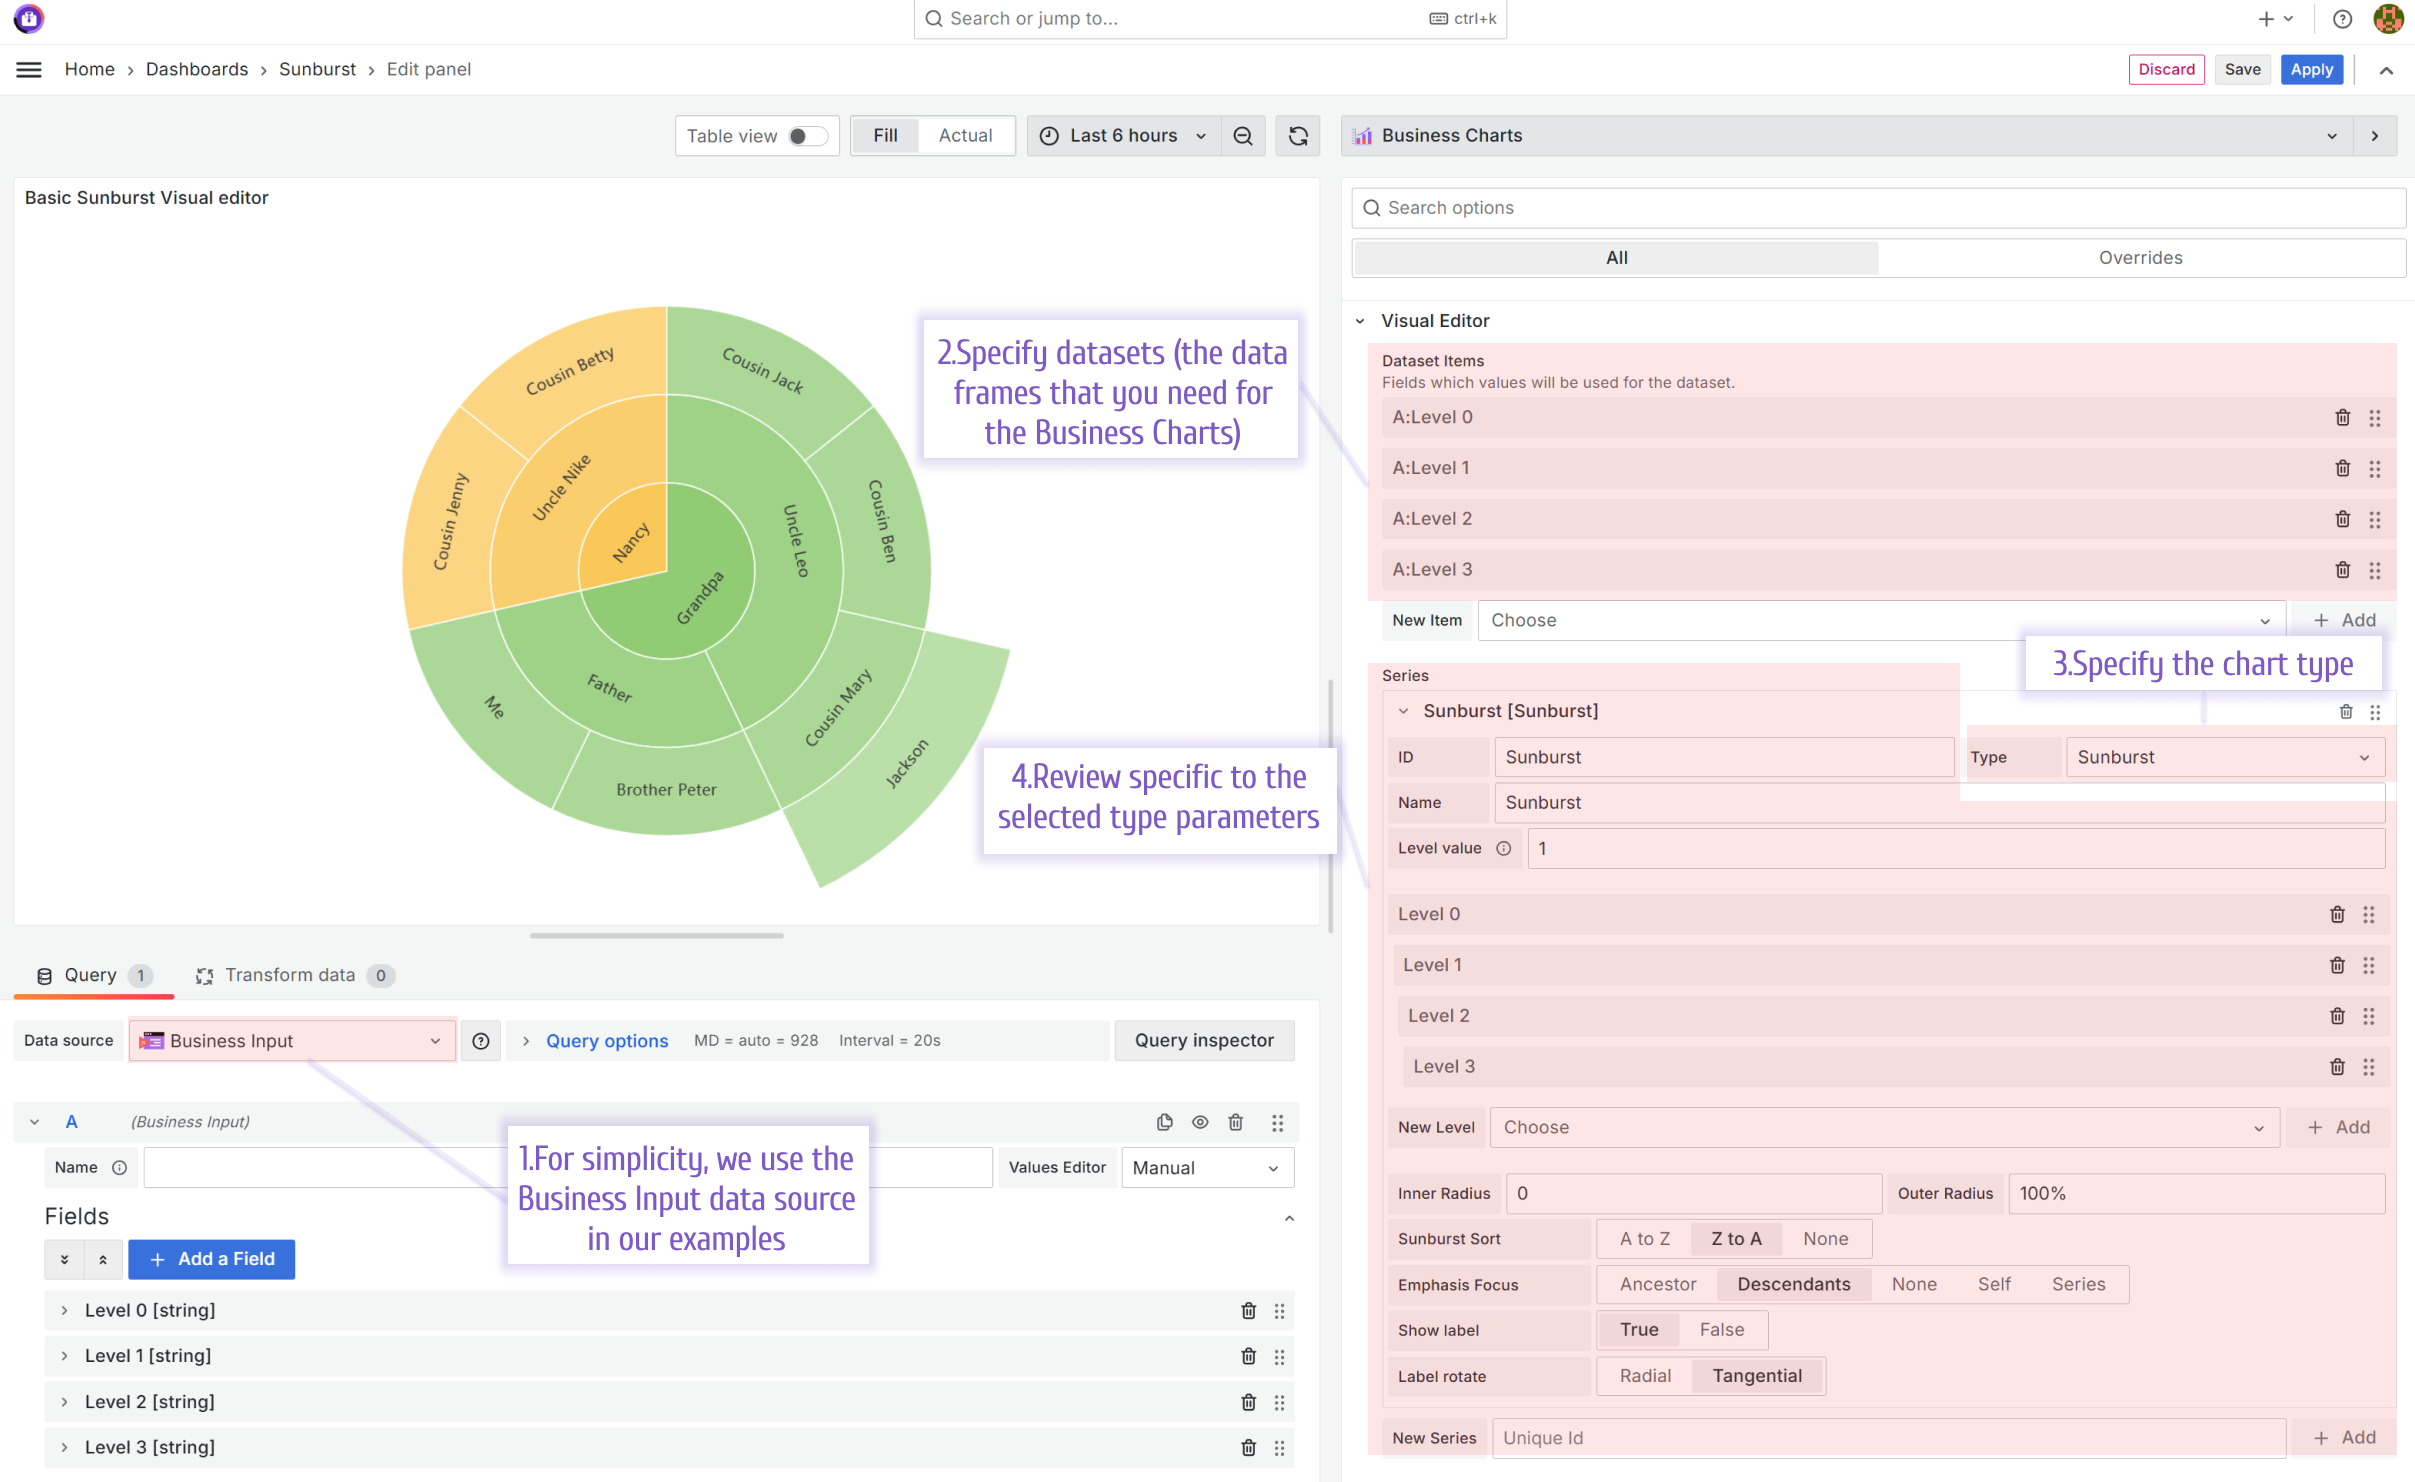 Search or jump to...
ctrl+k
Home › Dashboards › Sunburst › Edit panel
Discard
Save
Apply
Table view
Fill
Actual
Last 6 hours
Business Charts
Basic Sunburst Visual editor
Cousin Betty
Cousin Jack
Cousin Jenny
Uncle Nike
Nancy
Uncle Leo
Cousin Ben
Grandpa
Father
Me
Brother Peter
Cousin Mary
Jackson
2.Specify datasets (the data
frames that you need for
the Business Charts)
4.Review specific to the
selected type parameters
Query 1
Transform data 0
Data source
Business Input
Query options
MD = auto = 928
Interval = 20s
Query inspector
A
(Business Input)
Name
Values Editor
Manual
1.For simplicity, we use the
Business Input data source
in our examples
Fields
Add a Field
Level 0 [string]
Level 1 [string]
Level 2 [string]
Level 3 [string]
Search options
All
Overrides
Visual Editor
Dataset Items
Fields which values will be used for the dataset.
A:Level 0
A:Level 1
A:Level 2
A:Level 3
New Item
Choose
Add
3.Specify the chart type
Series
Sunburst [Sunburst]
ID
Sunburst
Type
Sunburst
Name
Sunburst
Level value
1
Level 0
Level 1
Level 2
Level 3
New Level
Choose
Add
Inner Radius
0
Outer Radius
100%
Sunburst Sort
A to Z
Z to A
None
Emphasis Focus
Ancestor
Descendants
None
Self
Series
Show label
True
False
Label rotate
Radial
Tangential
New Series
Unique Id
Add